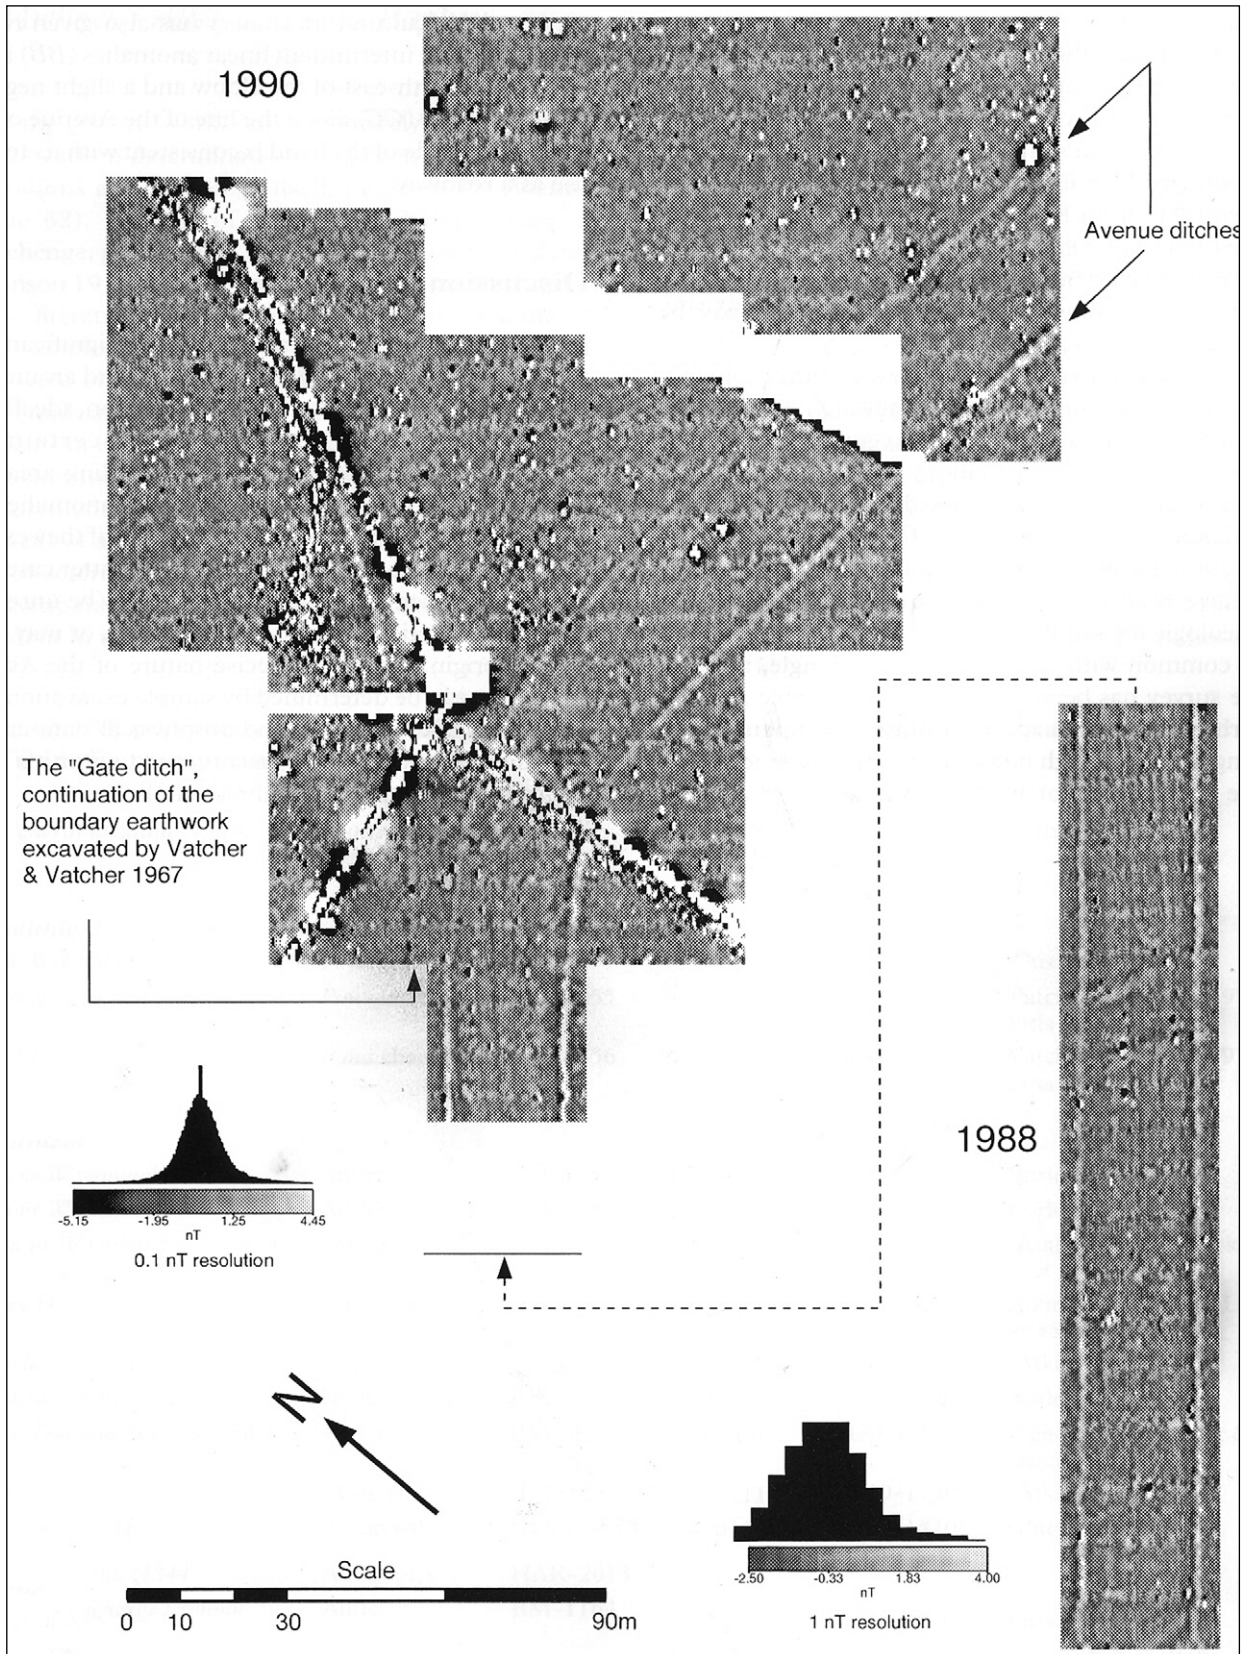 1990
Avenue ditches
The "Gate ditch",
continuation of the
boundary earthwork
excavated by Vatcher
& Vatcher 1967
1988
-5.15 -1.95 1.25 4.45
nT
0.1 nT resolution
N
-2.50 -0.33 1.83 4.00
nT
1 nT resolution
Scale
0 10 30 90m